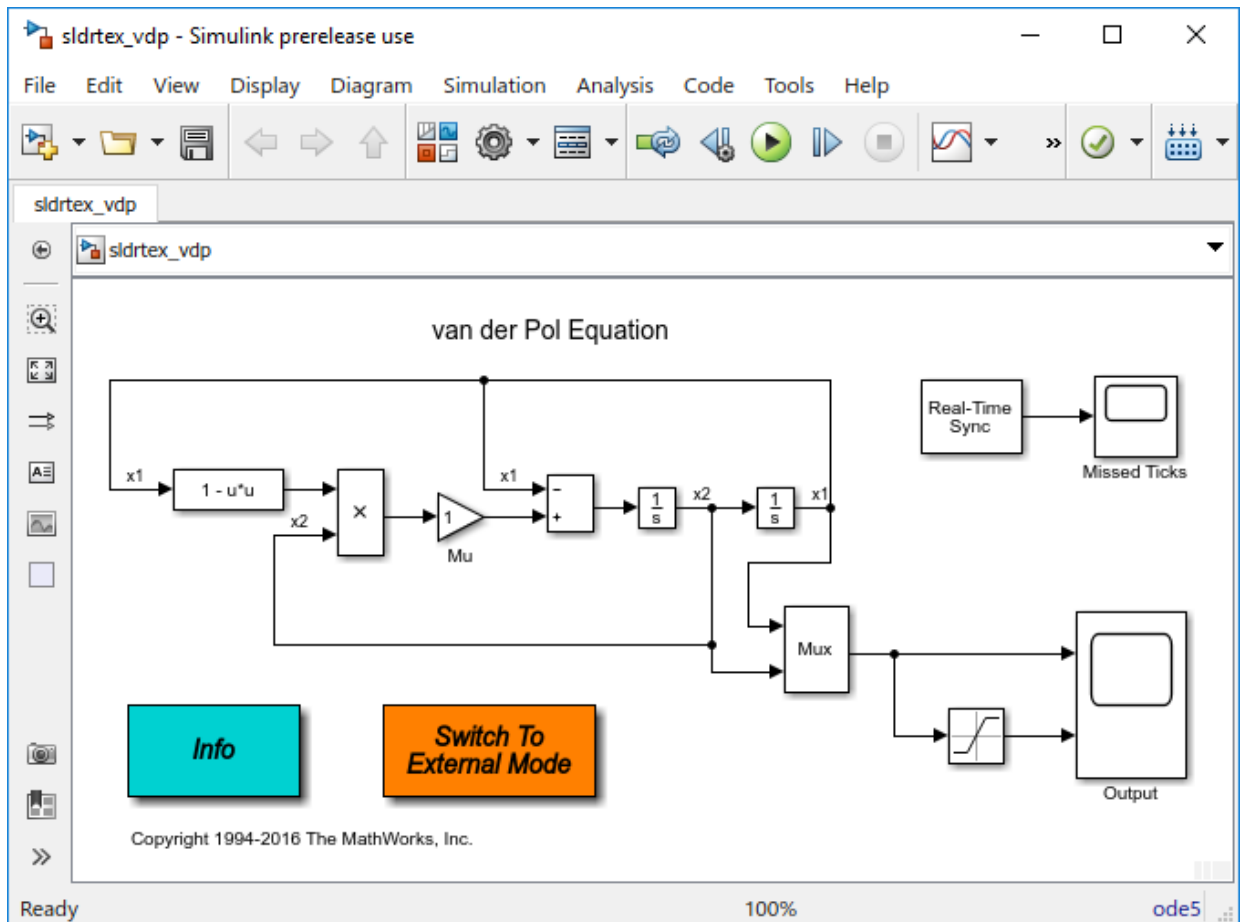 sldrtex_vdp - Simulink prerelease use
File Edit View Display Diagram Simulation Analysis Code Tools Help
sldrtex_vdp
sldrtex_vdp
van der Pol Equation
Real-Time
Sync
Missed Ticks
x1
1 - u*u
x2
×
1
Mu
x1
−
+
1
s
x2
1
s
x1
Mux
Output
Info
Switch To
External Mode
Copyright 1994-2016 The MathWorks, Inc.
Ready 100% ode5